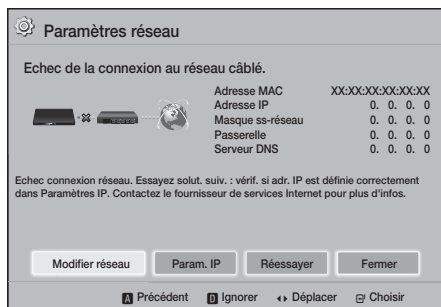 Paramètres réseau
Echec de la connexion au réseau câblé.
Adresse MAC XX:XX:XX:XX:XX:XX
Adresse IP 0. 0. 0. 0
Masque ss-réseau 0. 0. 0. 0
Passerelle 0. 0. 0. 0
Serveur DNS 0. 0. 0. 0
Echec connexion réseau. Essayez solut. suiv. : vérif. si adr. IP est définie correctement
dans Paramètres IP. Contactez le fournisseur de services Internet pour plus d'infos.
Modifier réseau Param. IP Réessayer Fermer
A Précédent D Ignorer Déplacer Choisir